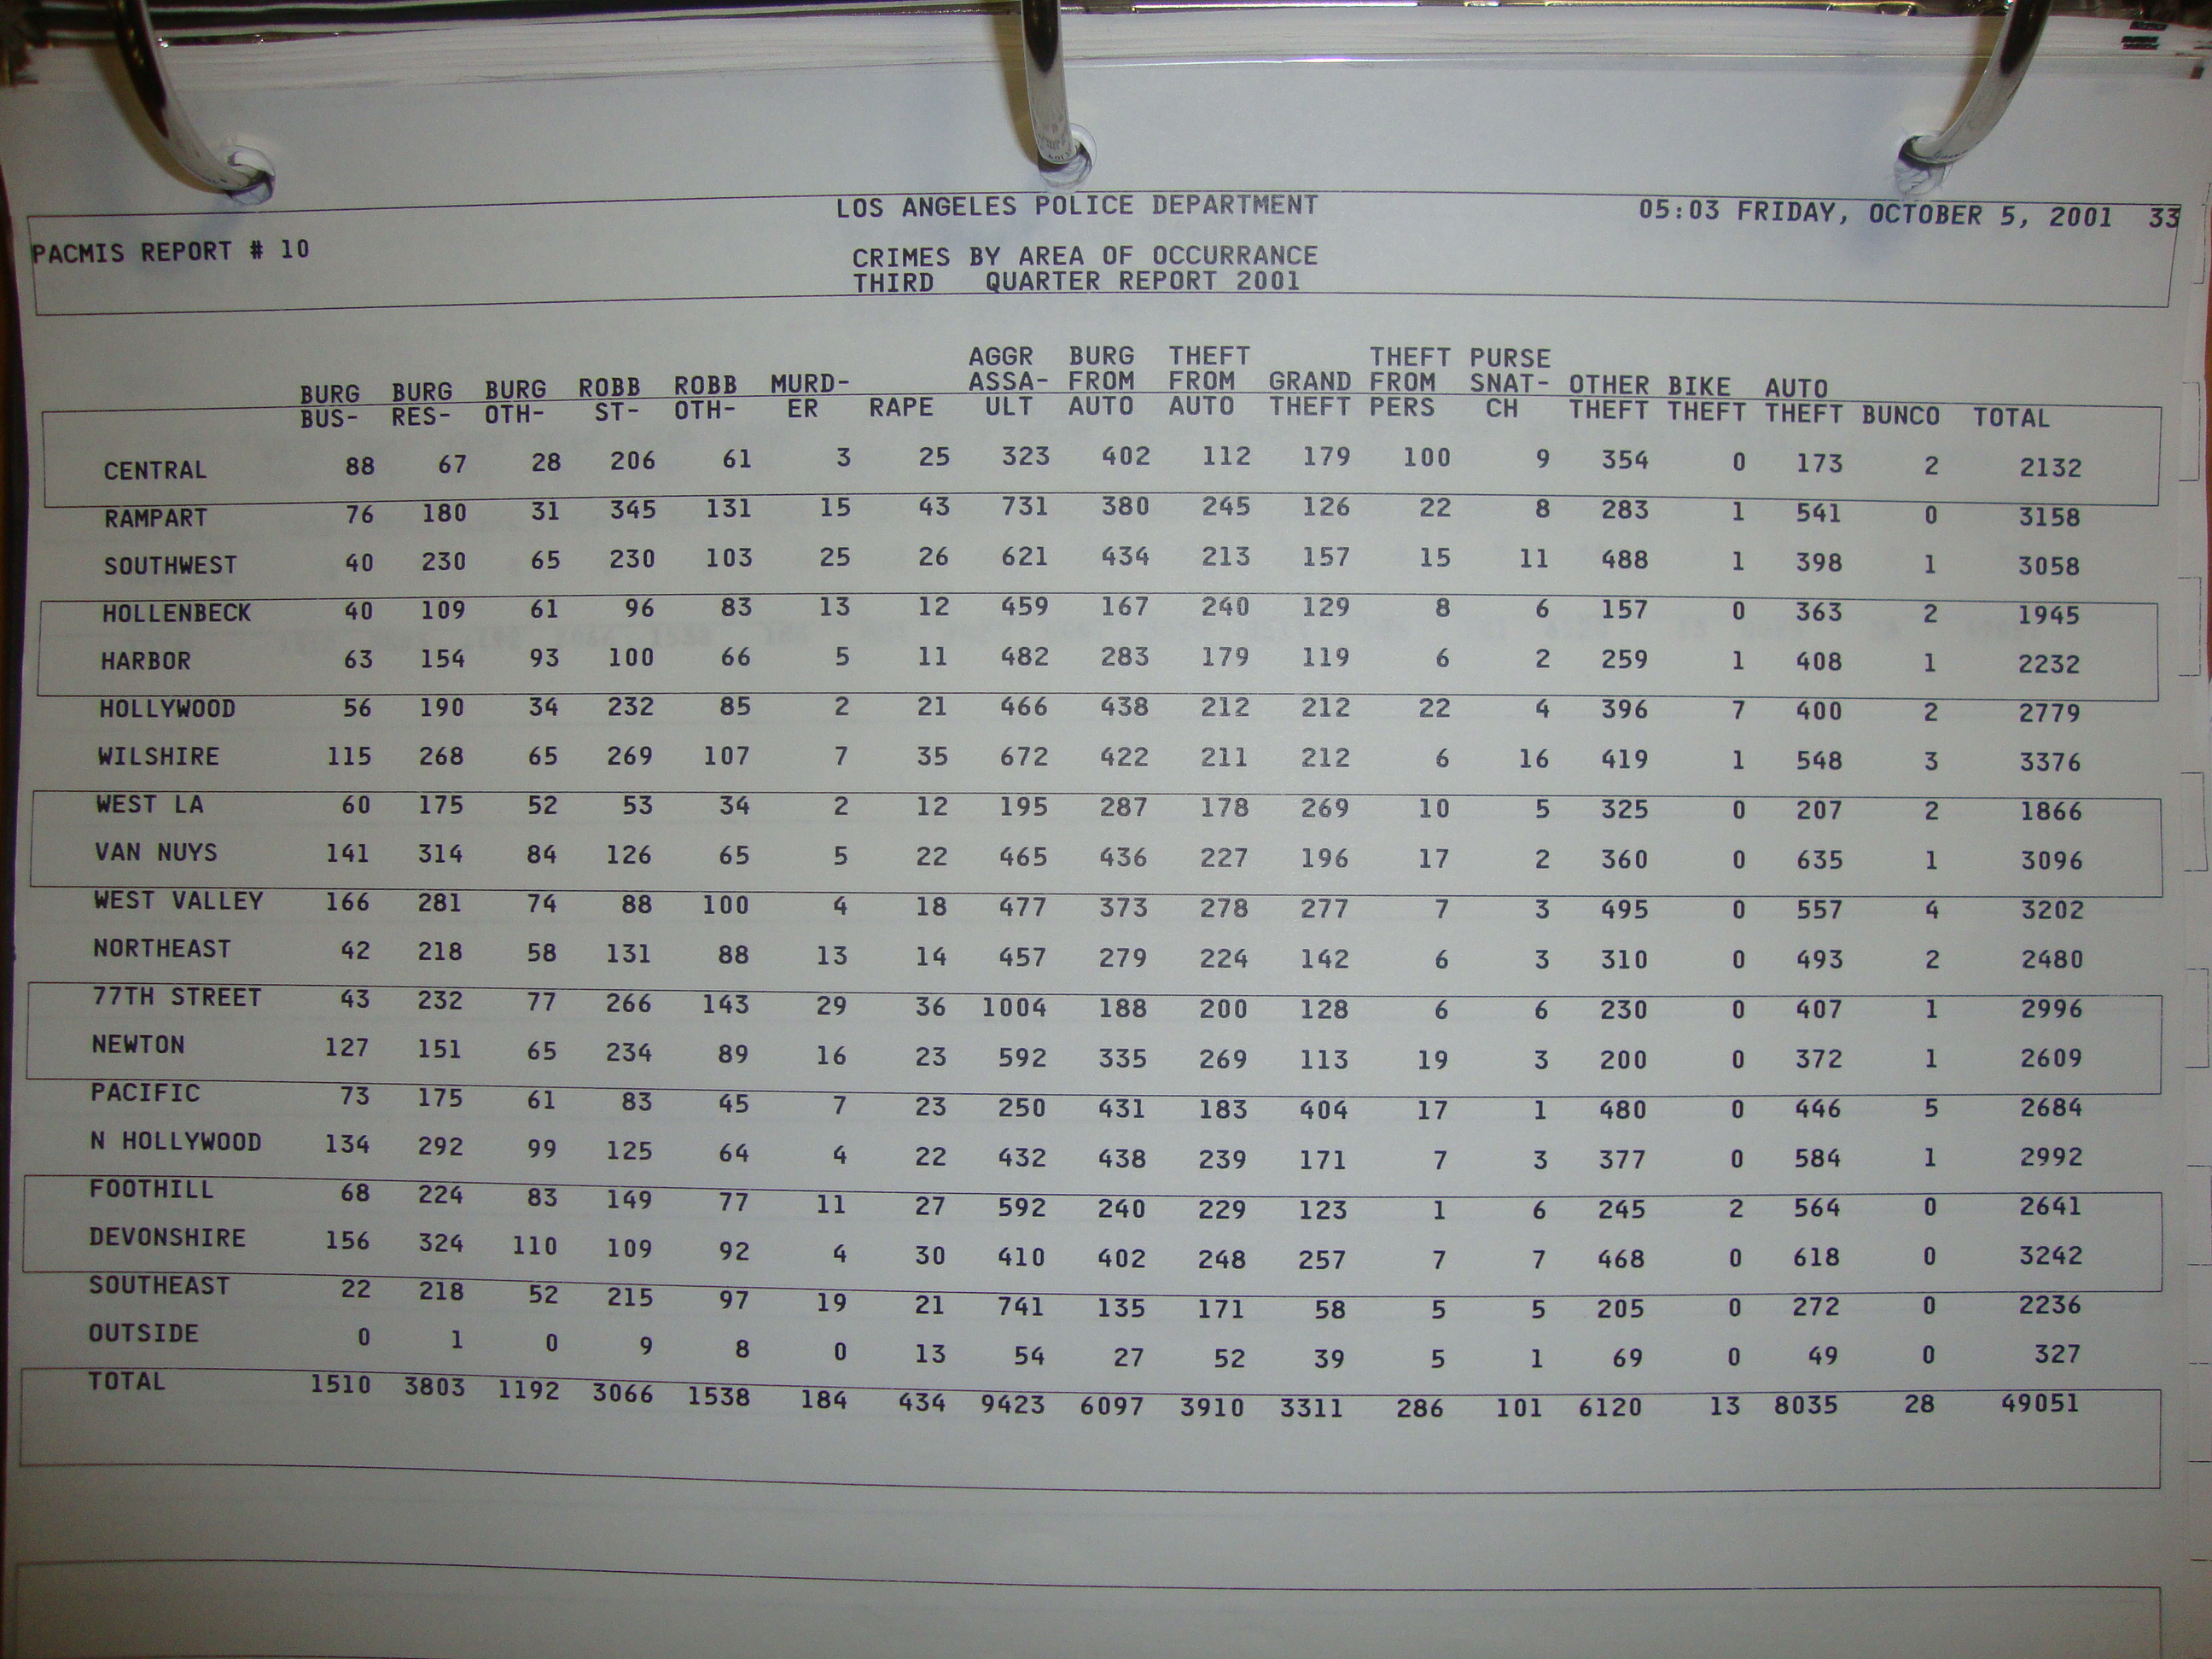 LOS ANGELES POLICE DEPARTMENT 05:03 FRIDAY, OCTOBER 5, 2001 33
PACMIS REPORT # 10
CRIMES BY AREA OF OCCURRANCE
THIRD QUARTER REPORT 2001
AGGR BURG THEFT THEFT PURSE
BURG BURG BURG ROBB ROBB MURD- ASSA- FROM FROM GRAND FROM SNAT- OTHER BIKE AUTO
BUS- RES- OTH- ST- OTH- ER RAPE ULT AUTO AUTO THEFT PERS CH THEFT THEFT THEFT BUNCO TOTAL
CENTRAL 88 67 28 206 61 3 25 323 402 112 179 100 9 354 0 173 2 2132
RAMPART 76 180 31 345 131 15 43 731 380 245 126 22 8 283 1 541 0 3158
SOUTHWEST 40 230 65 230 103 25 26 621 434 213 157 15 11 488 1 398 1 3058
HOLLENBECK 40 109 61 96 83 13 12 459 167 240 129 8 6 157 0 363 2 1945
HARBOR 63 154 93 100 66 5 11 482 283 179 119 6 2 259 1 408 1 2232
HOLLYWOOD 56 190 34 232 85 2 21 466 438 212 212 22 4 396 7 400 2 2779
WILSHIRE 115 268 65 269 107 7 35 672 422 211 212 6 16 419 1 548 3 3376
WEST LA 60 175 52 53 34 2 12 195 287 178 269 10 5 325 0 207 2 1866
VAN NUYS 141 314 84 126 65 5 22 465 436 227 196 17 2 360 0 635 1 3096
WEST VALLEY 166 281 74 88 100 4 18 477 373 278 277 7 3 495 0 557 4 3202
NORTHEAST 42 218 58 131 88 13 14 457 279 224 142 6 3 310 0 493 2 2480
77TH STREET 43 232 77 266 143 29 36 1004 188 200 128 6 6 230 0 407 1 2996
NEWTON 127 151 65 234 89 16 23 592 335 269 113 19 3 200 0 372 1 2609
PACIFIC 73 175 61 83 45 7 23 250 431 183 404 17 1 480 0 446 5 2684
N HOLLYWOOD 134 292 99 125 64 4 22 432 438 239 171 7 3 377 0 584 1 2992
FOOTHILL 68 224 83 149 77 11 27 592 240 229 123 1 6 245 2 564 0 2641
DEVONSHIRE 156 324 110 109 92 4 30 410 402 248 257 7 7 468 0 618 0 3242
SOUTHEAST 22 218 52 215 97 19 21 741 135 171 58 5 5 205 0 272 0 2236
OUTSIDE 0 1 0 9 8 0 13 54 27 52 39 5 1 69 0 49 0 327
TOTAL 1510 3803 1192 3066 1538 184 434 9423 6097 3910 3311 286 101 6120 13 8035 28 49051